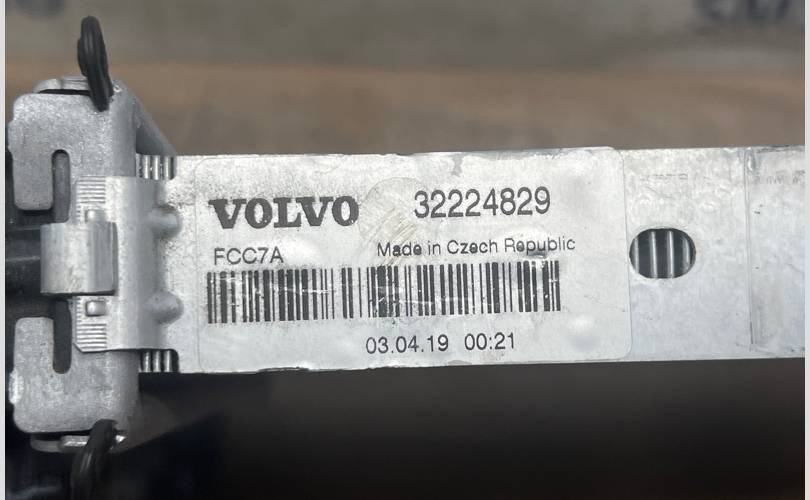 VOLVO 32224829
FCC7A Made in Czech Republic
03.04.19 00:21